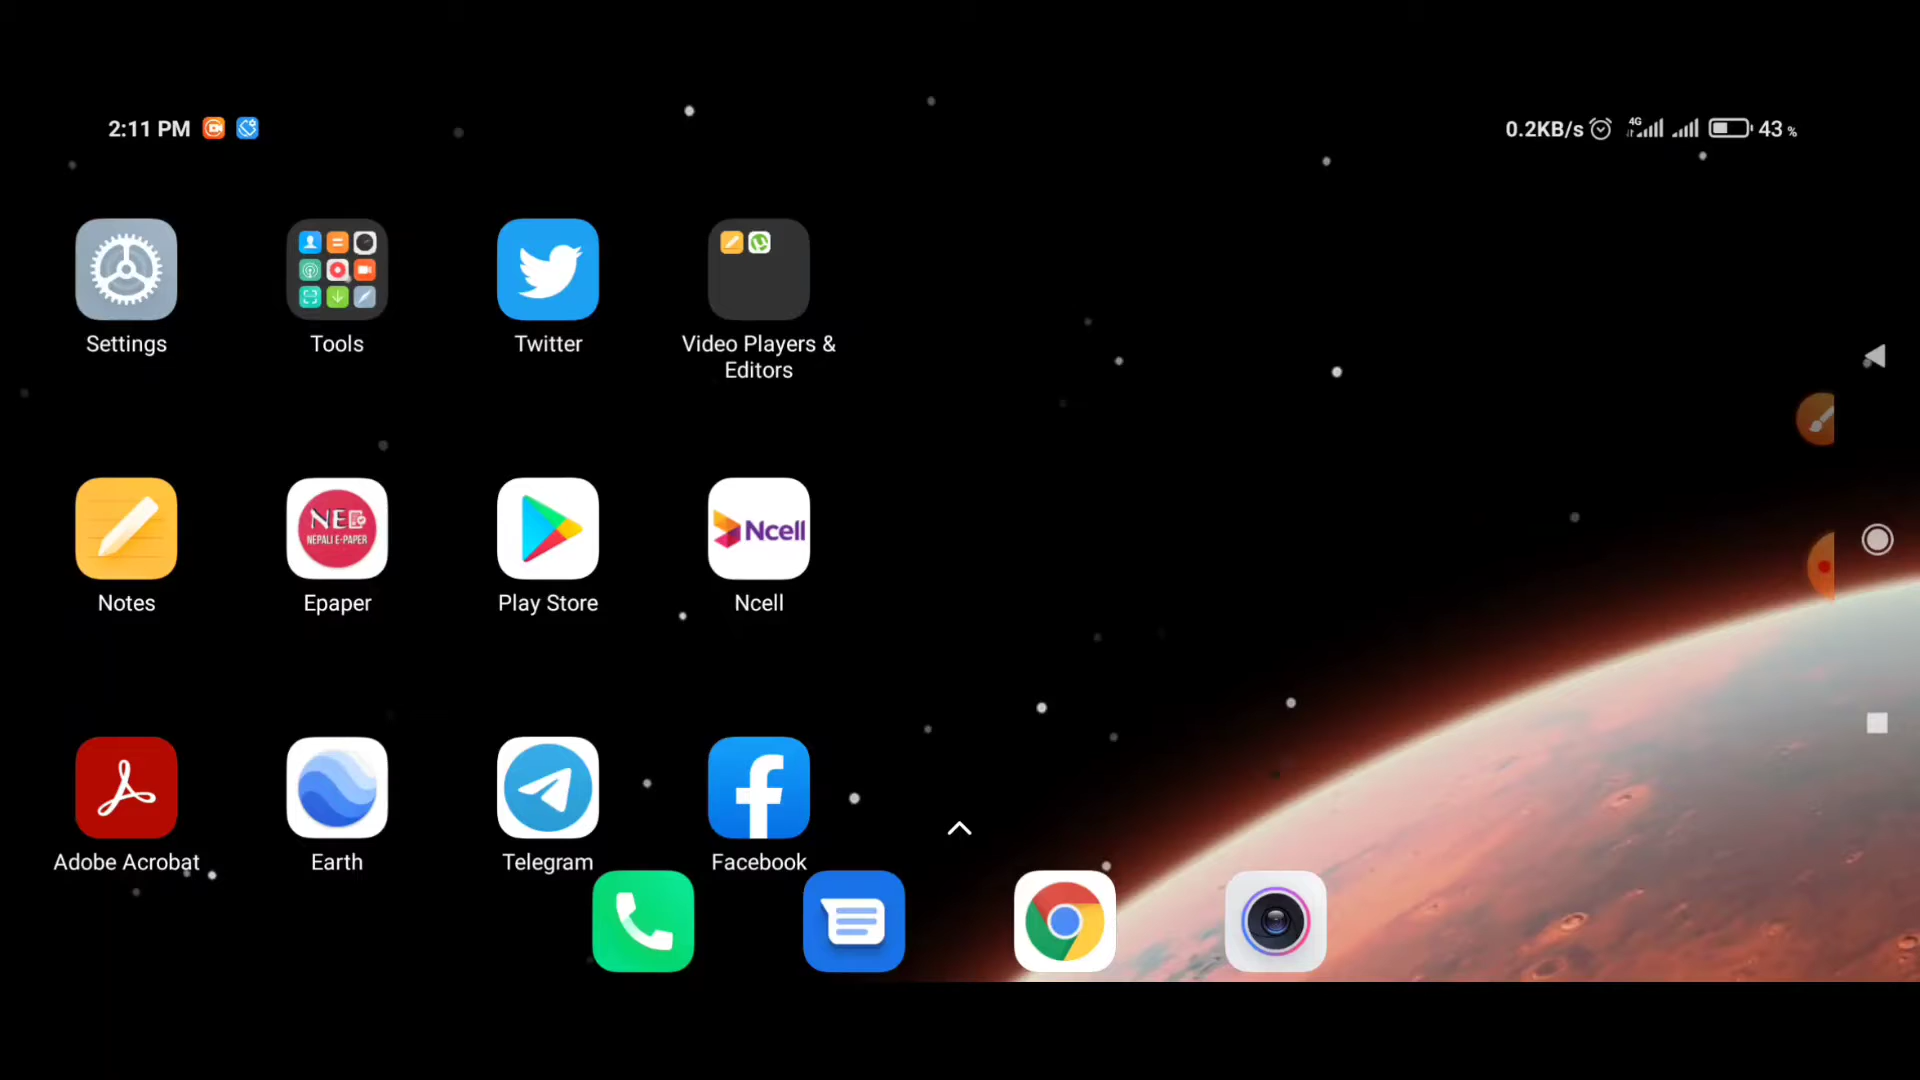 2:11 PM
0.2KB/s 4G 43 %
Settings
Tools
Twitter
Video Players &
Editors
NE
NEPALI E-PAPER
Ncell
Notes
Epaper
Play Store
Ncell
Adobe Acrobat
Earth
Telegram
Facebook